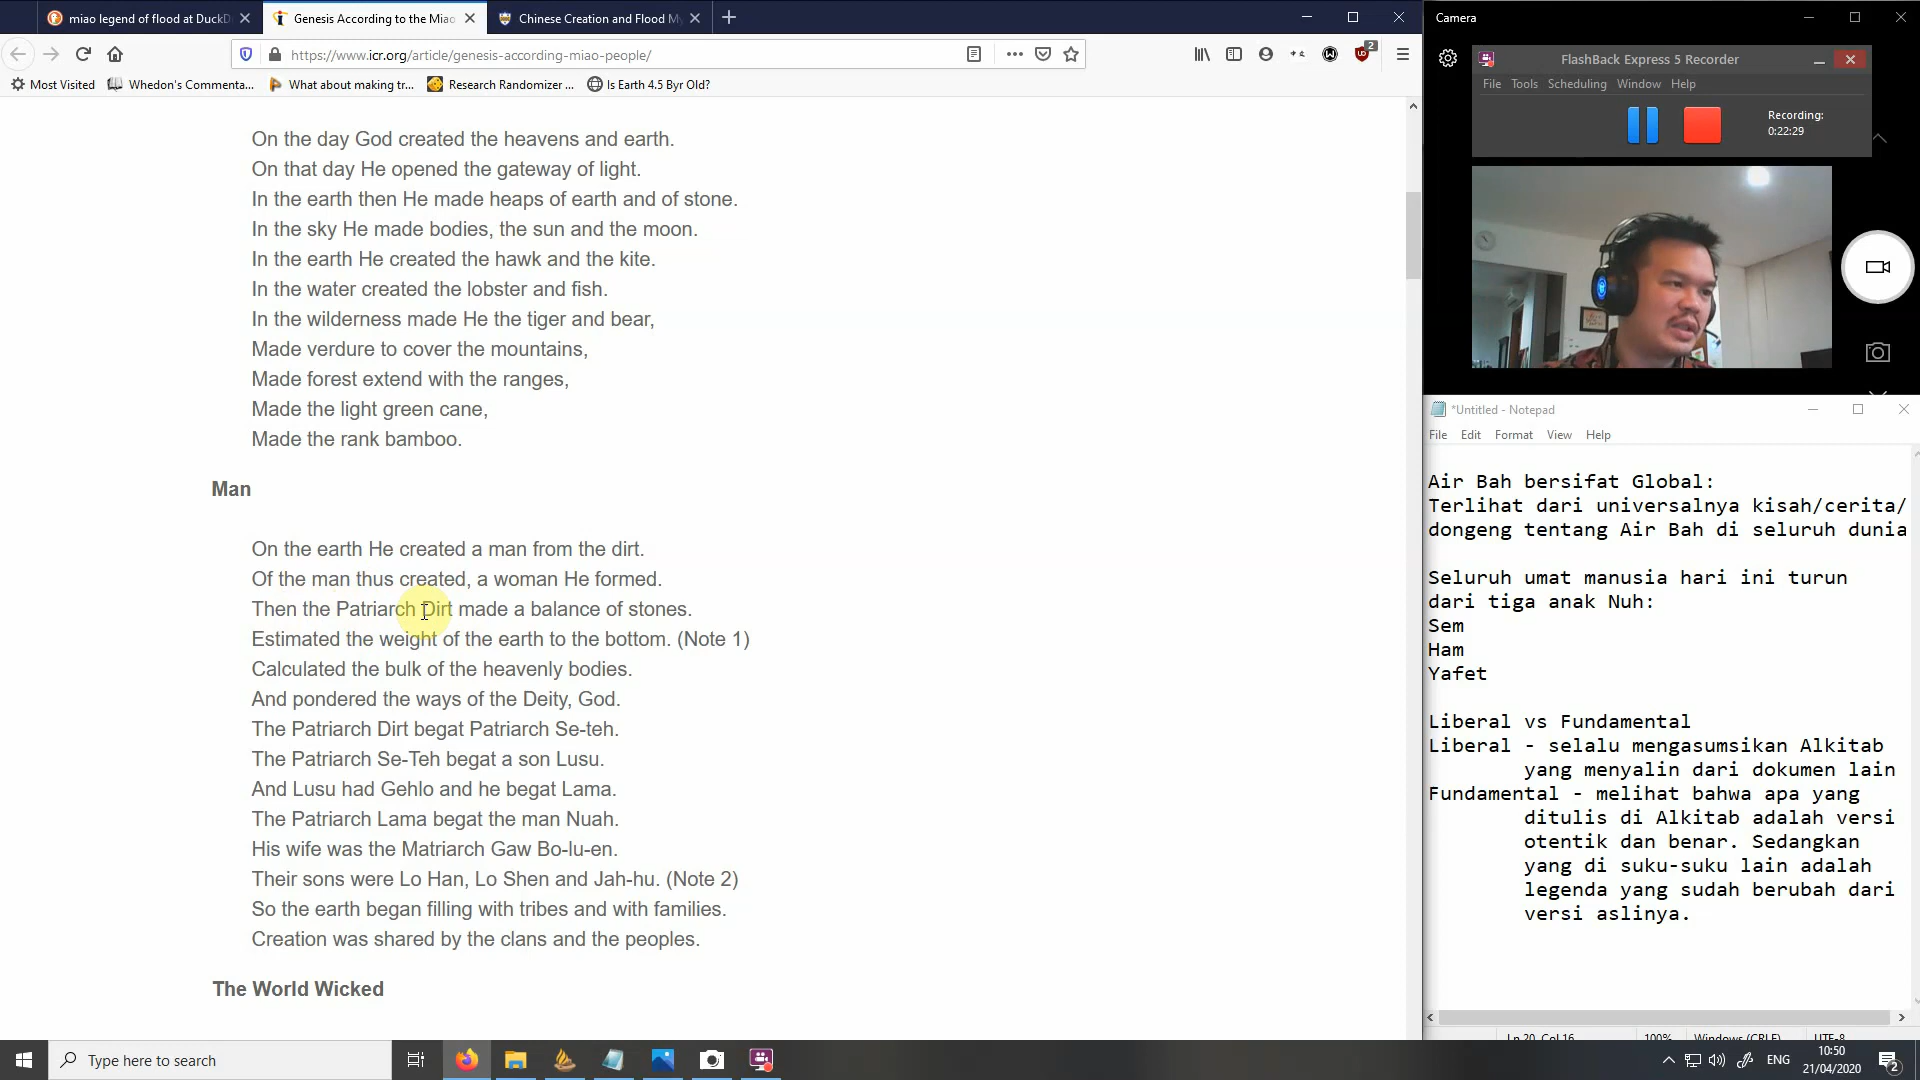 miao legend of flood at DuckD
Genesis According to the Miao
Chinese Creation and Flood My
https://www.icr.org/article/genesis-according-miao-people/
2
Most Visited
Whedon's Commenta...
What about making tr...
Research Randomizer ...
Is Earth 4.5 Byr Old?
On the day God created the heavens and earth.
On that day He opened the gateway of light.
In the earth then He made heaps of earth and of stone.
In the sky He made bodies, the sun and the moon.
In the earth He created the hawk and the kite.
In the water created the lobster and fish.
In the wilderness made He the tiger and bear,
Made verdure to cover the mountains,
Made forest extend with the ranges,
Made the light green cane,
Made the rank bamboo.
Man
On the earth He created a man from the dirt.
Of the man thus created, a woman He formed.
Then the Patriarch Dirt made a balance of stones.
Estimated the weight of the earth to the bottom. (Note 1)
Calculated the bulk of the heavenly bodies.
And pondered the ways of the Deity, God.
The Patriarch Dirt begat Patriarch Se-teh.
The Patriarch Se-Teh begat a son Lusu.
And Lusu had Gehlo and he begat Lama.
The Patriarch Lama begat the man Nuah.
His wife was the Matriarch Gaw Bo-lu-en.
Their sons were Lo Han, Lo Shen and Jah-hu. (Note 2)
So the earth began filling with tribes and with families.
Creation was shared by the clans and the peoples.
The World Wicked
Camera
FlashBack Express 5 Recorder
File Tools Scheduling Window Help
Recording:
0:22:29
*Untitled - Notepad
File Edit Format View Help
Air Bah bersifat Global:
Terlihat dari universalnya kisah/cerita/
dongeng tentang Air Bah di seluruh dunia
Seluruh umat manusia hari ini turun
dari tiga anak Nuh:
Sem
Ham
Yafet
Liberal vs Fundamental
Liberal - selalu mengasumsikan Alkitab
yang menyalin dari dokumen lain
Fundamental - melihat bahwa apa yang
ditulis di Alkitab adalah versi
otentik dan benar. Sedangkan
yang di suku-suku lain adalah
legenda yang sudah berubah dari
versi aslinya.
Ln 20, Col 16
100%
Windows (CRLF)
UTF-8
Type here to search
ENG
10:50
21/04/2020
2